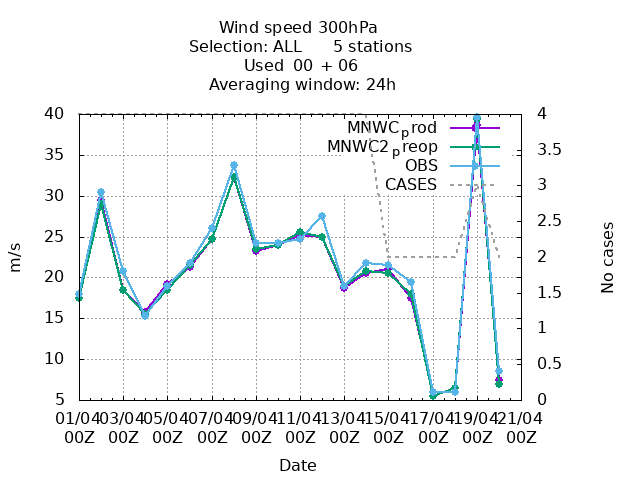 Wind speed 300hPa
Selection: ALL      5 stations
Used  00 + 06
Averaging window: 24h
40
35
30
25
20
15
10
5
m/s
4
3.5
3
2.5
2
1.5
1
0.5
0
No cases
MNWC_prod
MNWC2_preop
OBS
CASES
01/04 03/04 05/04 07/04 09/04 11/04 13/04 15/04 17/04 19/04 21/04
00Z 00Z 00Z 00Z 00Z 00Z 00Z 00Z 00Z 00Z 00Z
Date